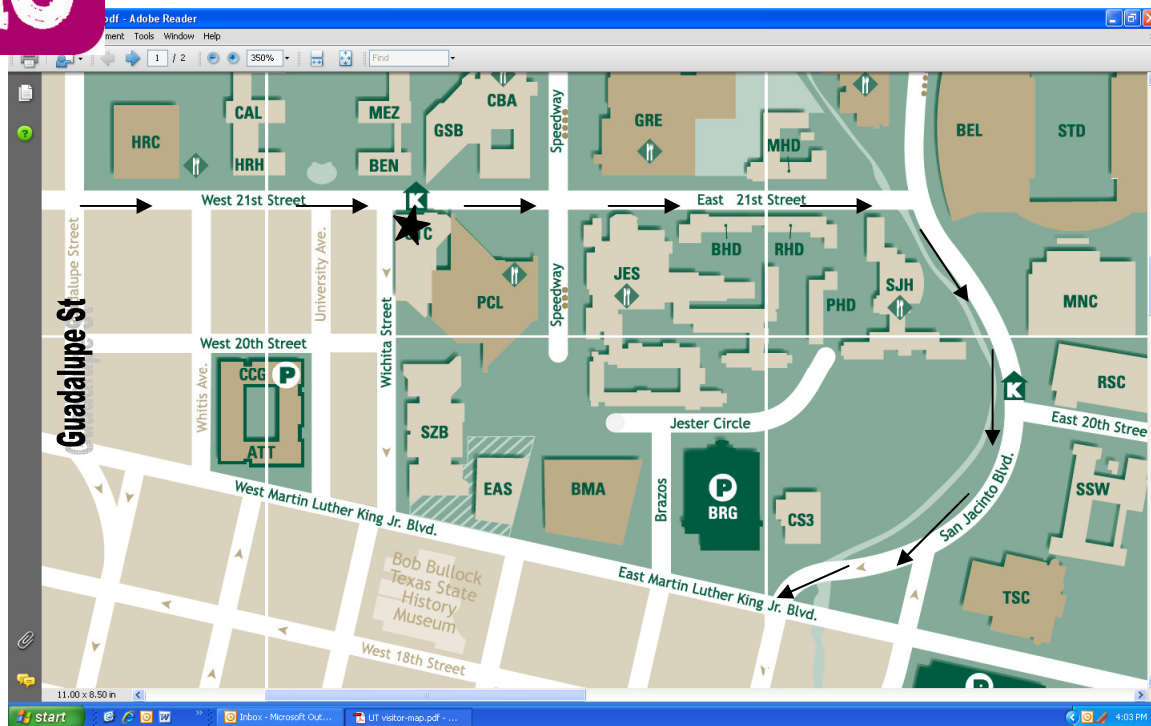 pdf - Adobe Reader
ment Tools Window Help
1 / 2 350% Find
CAL
MEZ
CBA
GSB
HRC
HRH
BEN
Speedway
GRE
MHD
BEL
STD
K
West 21st Street
East 21st Street
Guadalupe St
alupe Street
University Ave.
Wichita Street
PCL
Speedway
JES
BHD
RHD
PHD
SJH
MNC
West 20th Street
Whitis Ave.
CCG
P
ATT
SZB
Jester Circle
K
RSC
East 20th Stree
EAS
BMA
Brazos
P
BRG
CS3
San Jacinto Blvd.
SSW
West Martin Luther King Jr. Blvd.
East Martin Luther King Jr. Blvd.
Bob Bullock
Texas State
History
Museum
TSC
West 18th Street
P
11.00 x 8.50 in
start
Inbox - Microsoft Out...
UT visitor-map.pdf - ...
4:03 PM